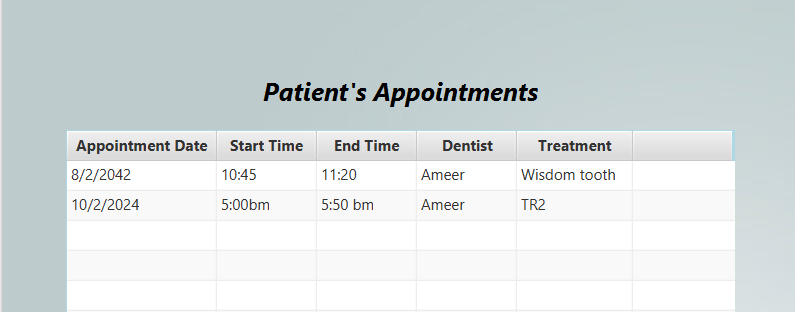 Patient's Appointments
Appointment Date Start Time End Time Dentist Treatment
8/2/2042 10:45 11:20 Ameer Wisdom tooth
10/2/2024 5:00bm 5:50 bm Ameer TR2